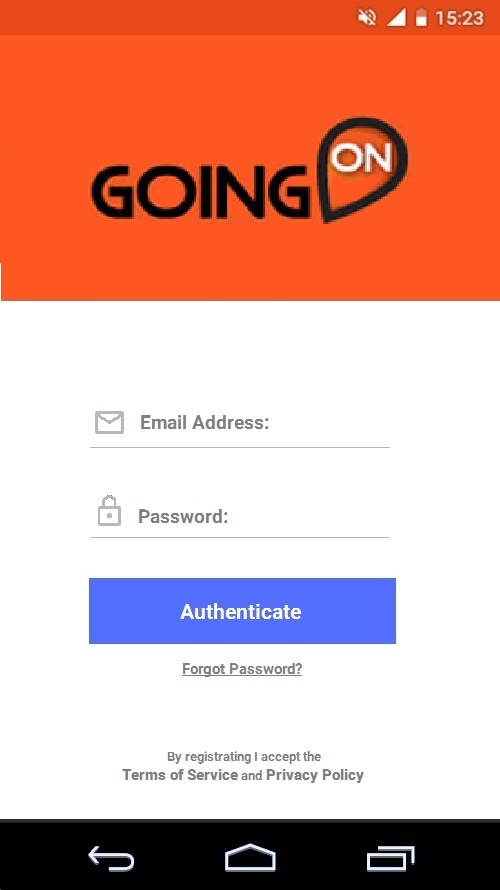 15:23
GOING ON
Email Address:
Password:
Authenticate
Forgot Password?
By registrating I accept the
Terms of Service and Privacy Policy